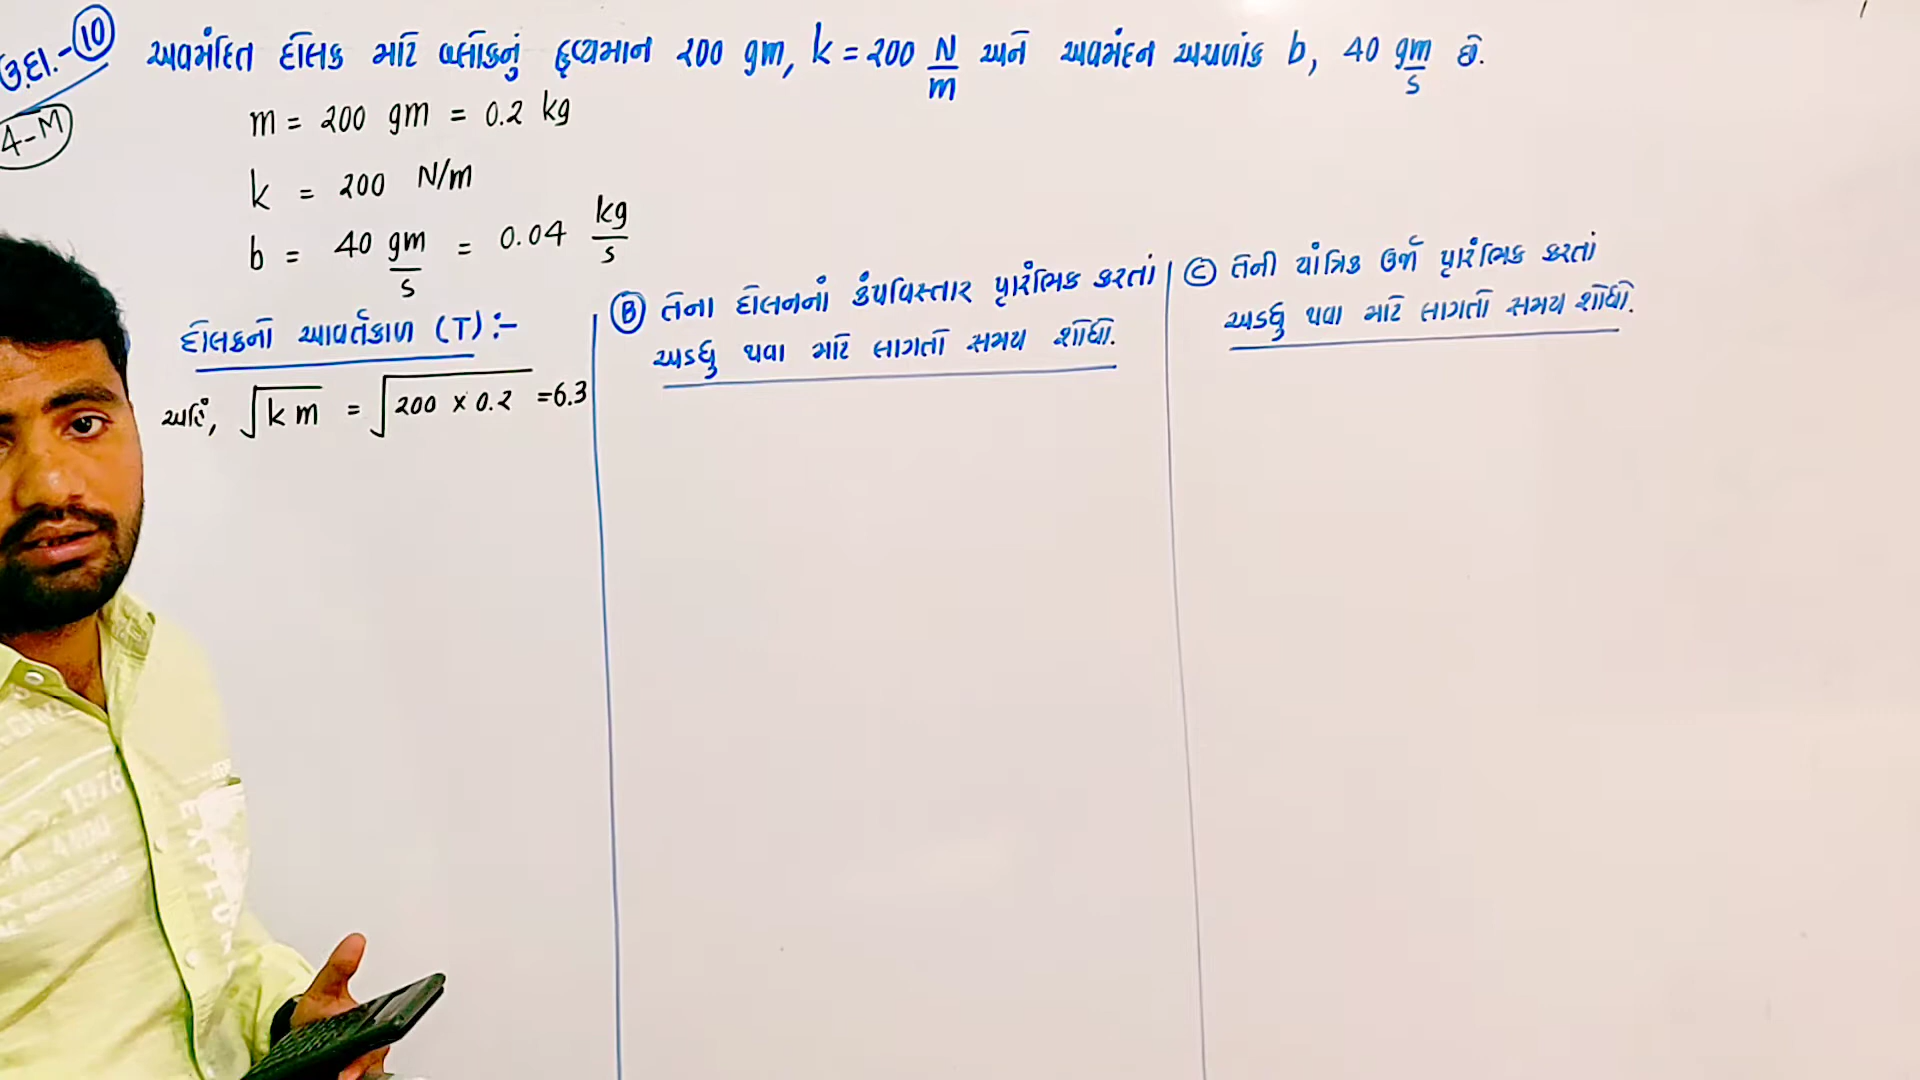 ઉદા.-10 અવમંદિત દોલક માટે બ્લોકનું દ્રવ્યમાન 200 gm, k = 200 N/m અને અવમંદન અચળાંક b, 40 gm/s છે.
4-M
m = 200 gm = 0.2 kg
k = 200 N/m
b = 40 gm/s = 0.04 kg/s
દોલકનો આવર્તકાળ (T) :-
અહિં, √km = √200 × 0.2 = 6.3
B તેના દોલનનાં કંપવિસ્તાર પ્રારંભિક કરતાં
અડધુ થવા માટે લાગતો સમય શોધો.
C તેની યાંત્રિક ઉર્જા પ્રારંભિક કરતાં
અડધુ થવા માટે લાગતો સમય શોધો.